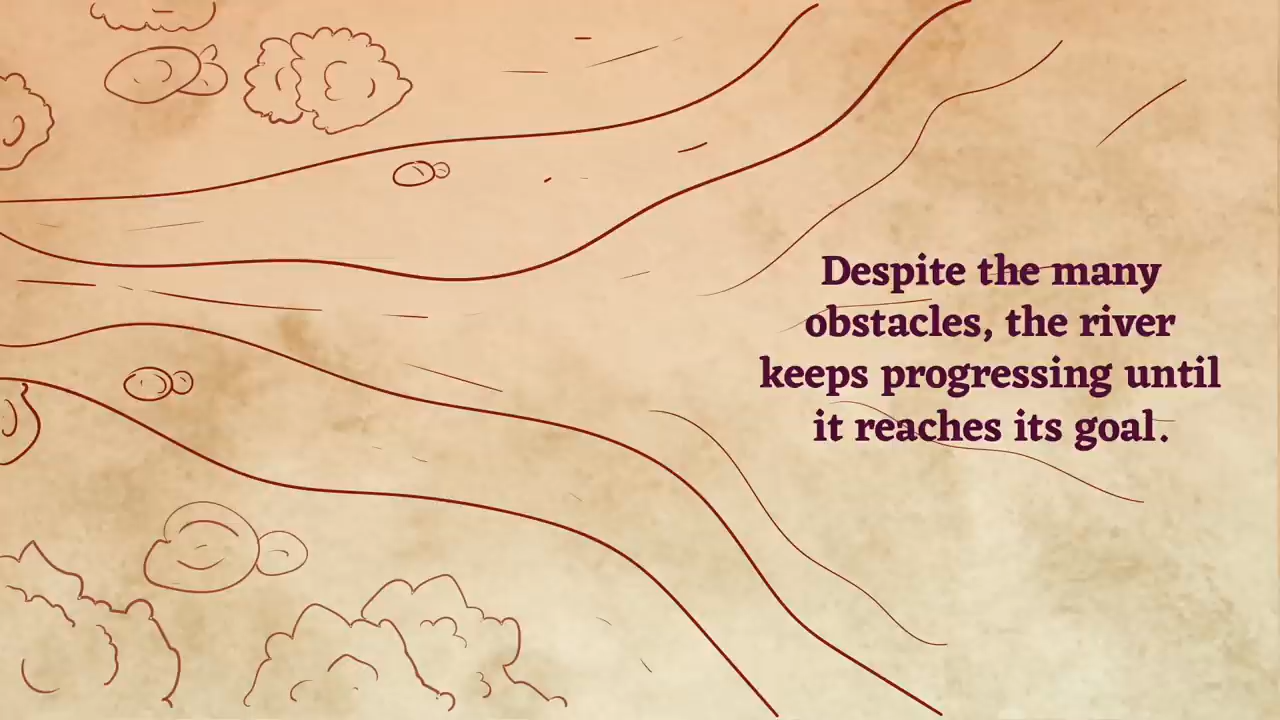 Despite the many
obstacles, the river
keeps progressing until
it reaches its goal.